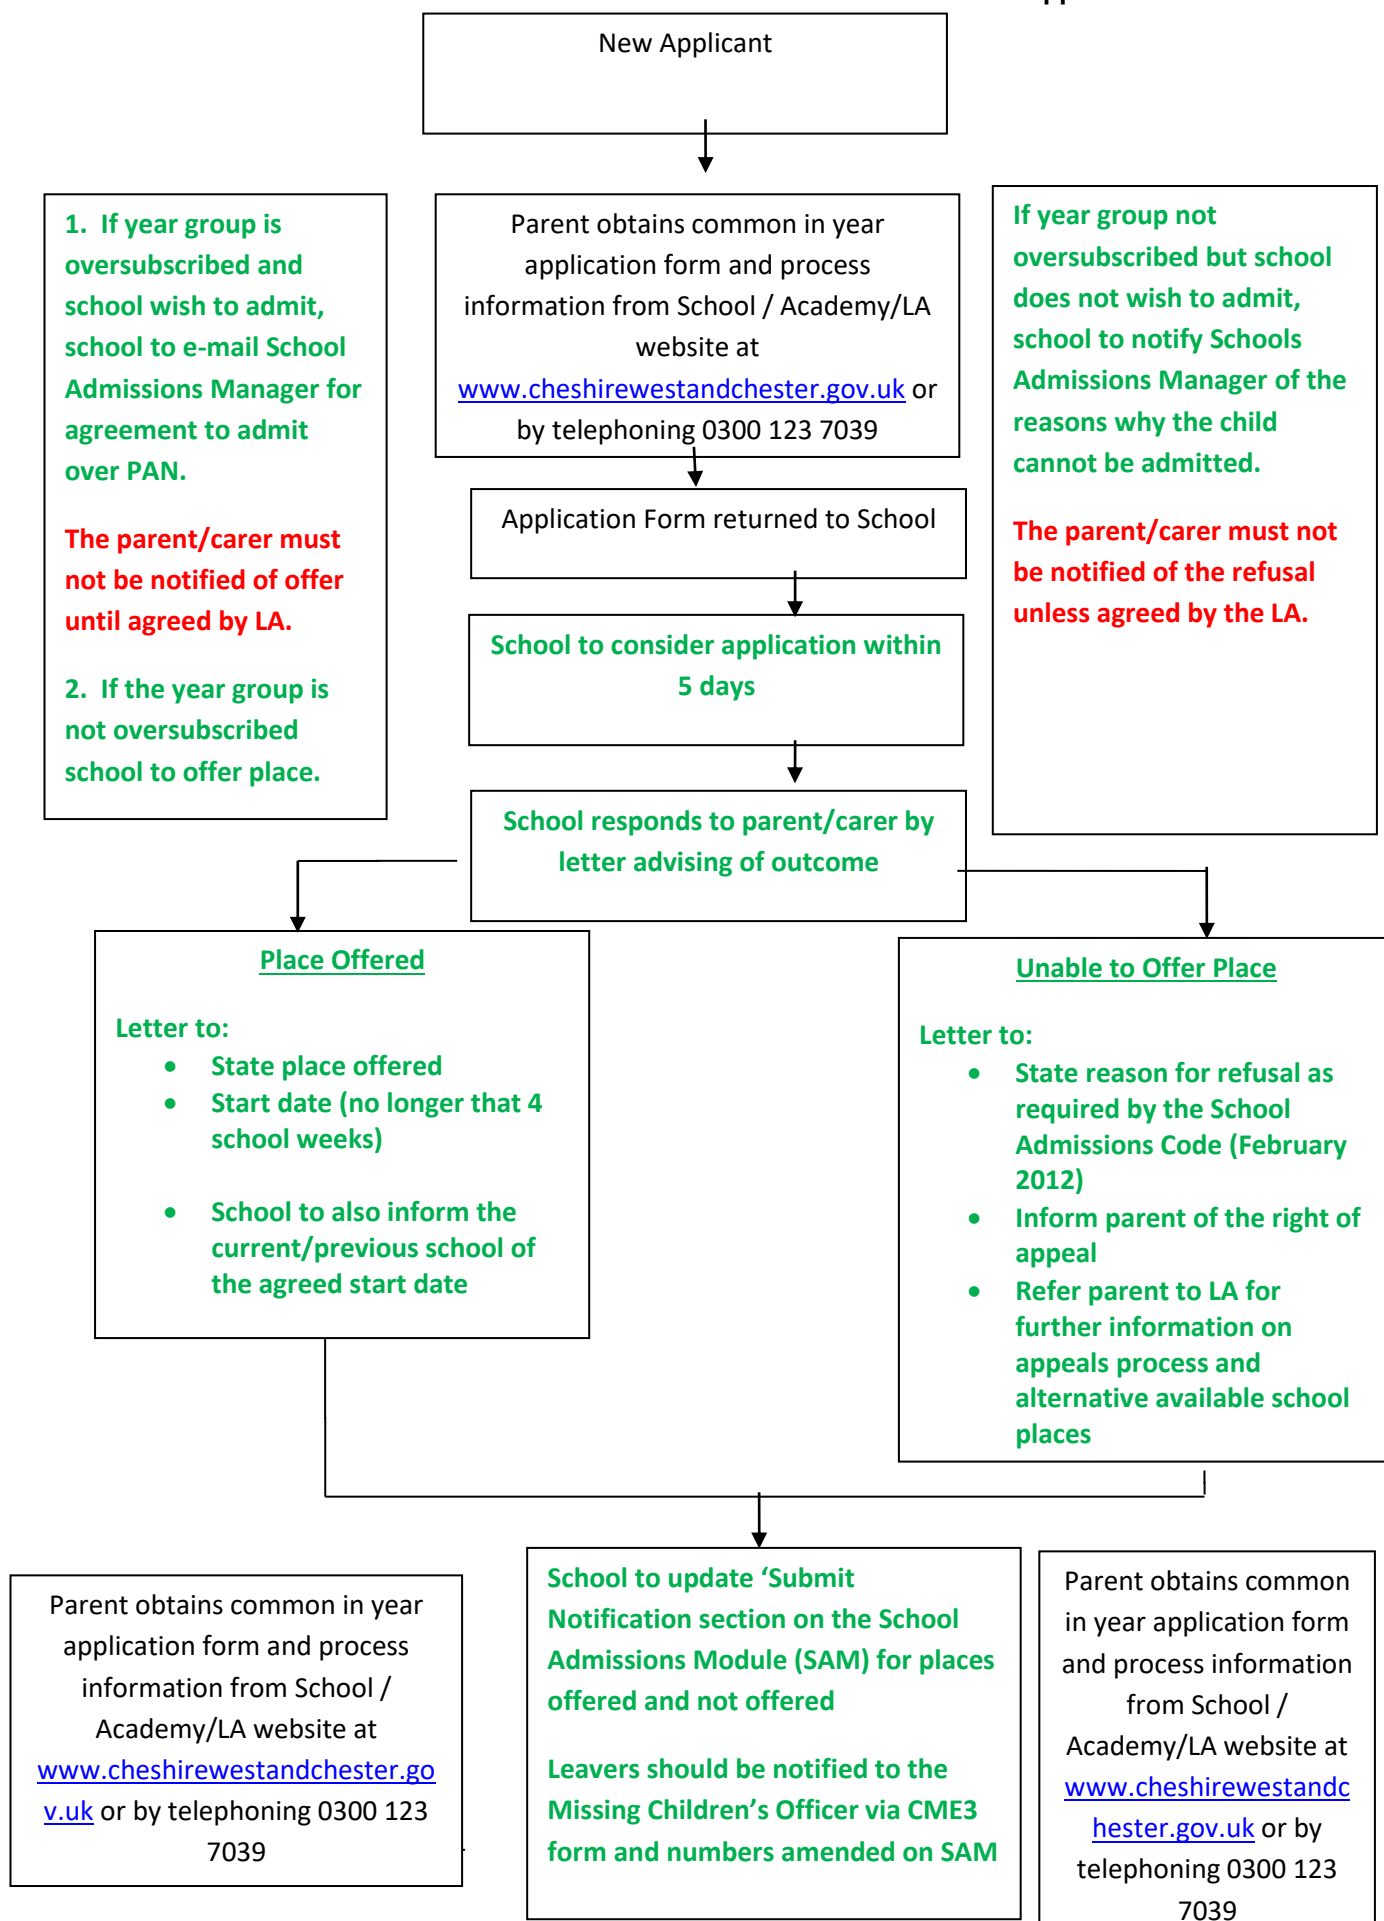 New Applicant
1. If year group is
oversubscribed and
school wish to admit,
school to e-mail School
Admissions Manager for
agreement to admit
over PAN.
The parent/carer must
not be notified of offer
until agreed by LA.
2. If the year group is
not oversubscribed
school to offer place.
Parent obtains common in year
application form and process
information from School / Academy/LA
website at
www.cheshirewestandchester.gov.uk or
by telephoning 0300 123 7039
If year group not
oversubscribed but school
does not wish to admit,
school to notify Schools
Admissions Manager of the
reasons why the child
cannot be admitted.
The parent/carer must not
be notified of the refusal
unless agreed by the LA.
Application Form returned to School
School to consider application within
5 days
School responds to parent/carer by
letter advising of outcome
Place Offered
Letter to:
• State place offered
• Start date (no longer that 4
school weeks)
• School to also inform the
current/previous school of
the agreed start date
Unable to Offer Place
Letter to:
• State reason for refusal as
required by the School
Admissions Code (February
2012)
• Inform parent of the right of
appeal
• Refer parent to LA for
further information on
appeals process and
alternative available school
places
Parent obtains common in year
application form and process
information from School /
Academy/LA website at
www.cheshirewestandchester.go
v.uk or by telephoning 0300 123
7039
School to update ‘Submit
Notification section on the School
Admissions Module (SAM) for places
offered and not offered
Leavers should be notified to the
Missing Children’s Officer via CME3
form and numbers amended on SAM
Parent obtains common
in year application form
and process information
from School /
Academy/LA website at
www.cheshirewestandc
hester.gov.uk or by
telephoning 0300 123
7039